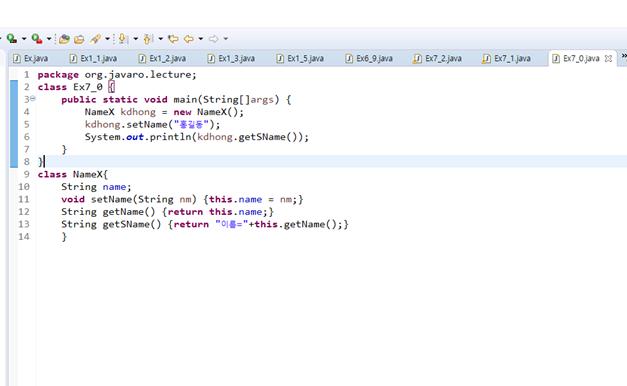 Ex.java Ex1_1.java Ex1_2.java Ex1_3.java Ex1_5.java Ex6_9.java Ex7_2.java Ex7_1.java Ex7_0.java
1 package org.javaro.lecture;
2 class Ex7_0 {
3 public static void main(String[]args) {
4 NameX kdhong = new NameX();
5 kdhong.setName("홍길동");
6 System.out.println(kdhong.getSName());
7 }
8 }
9 class NameX{
10 String name;
11 void setName(String nm) {this.name = nm;}
12 String getName() {return this.name;}
13 String getSName() {return "이름="+this.getName();}
14 }